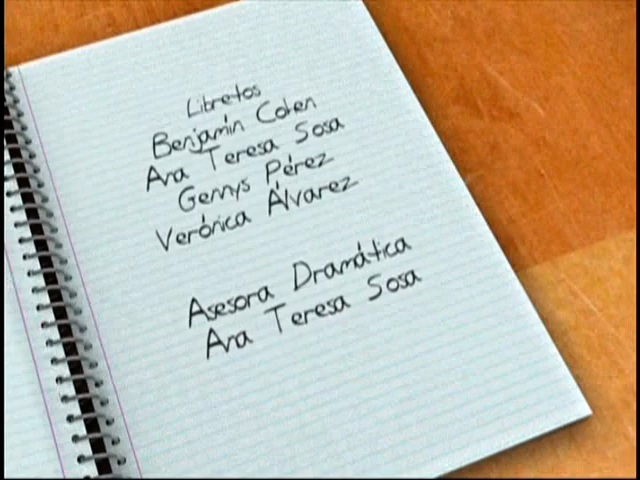 Libretos
Benjamín Cohen
Ana Teresa Sosa
Gennys Pérez
Verónica Álvarez
Asesora Dramática
Ana Teresa Sosa